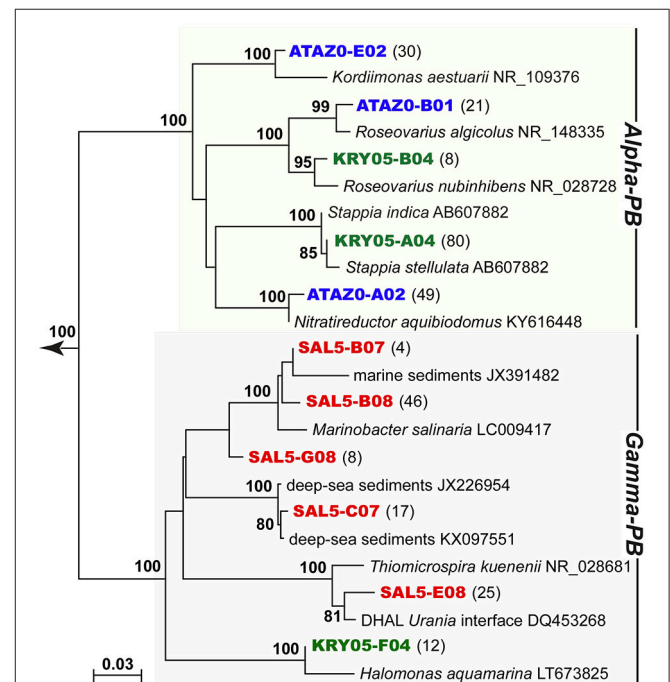 100
ATAZ0-E02 (30)
Kordiimonas aestuarii NR_109376
100
99
ATAZ0-B01 (21)
100
Roseovarius algicolus NR_148335
95
KRY05-B04 (8)
Roseovarius nubinhibens NR_028728
Alpha-PB
100
Stappia indica AB607882
KRY05-A04 (80)
85
Stappia stellulata AB607882
100
ATAZ0-A02 (49)
Nitratireductor aquibiodomus KY616448
100
SAL5-B07 (4)
marine sediments JX391482
100
SAL5-B08 (46)
Marinobacter salinaria LC009417
SAL5-G08 (8)
Gamma-PB
100
deep-sea sediments JX226954
SAL5-C07 (17)
80
deep-sea sediments KX097551
100
100
Thiomicrospira kuenenii NR_028681
SAL5-E08 (25)
81
DHAL Urania interface DQ453268
100
KRY05-F04 (12)
0.03
Halomonas aquamarina LT673825